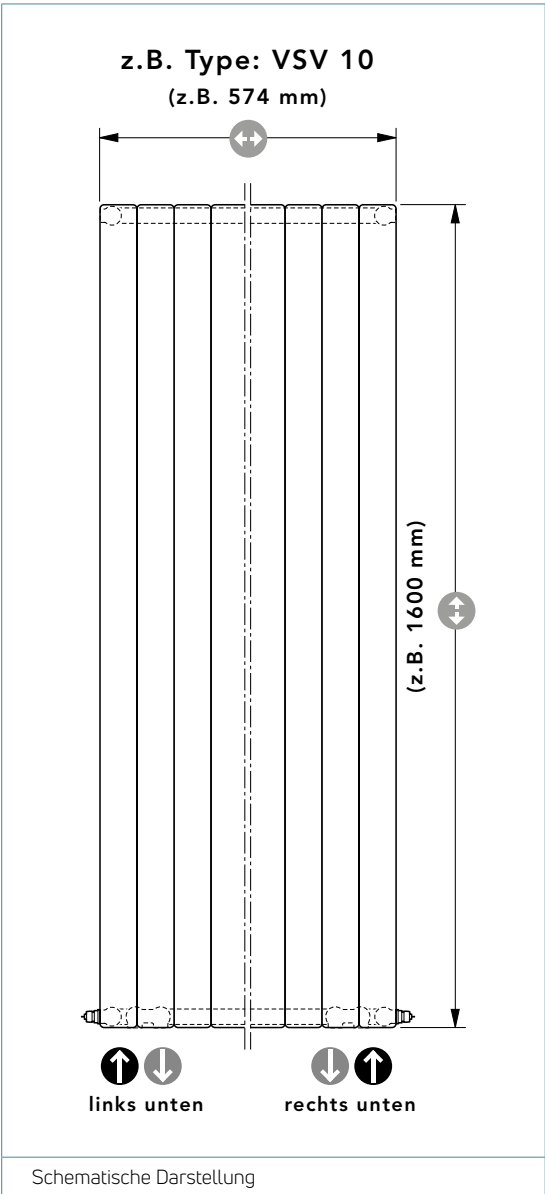 z.B. Type: VSV 10
(z.B. 574 mm)
(z.B. 1600 mm)
links unten
rechts unten
Schematische Darstellung